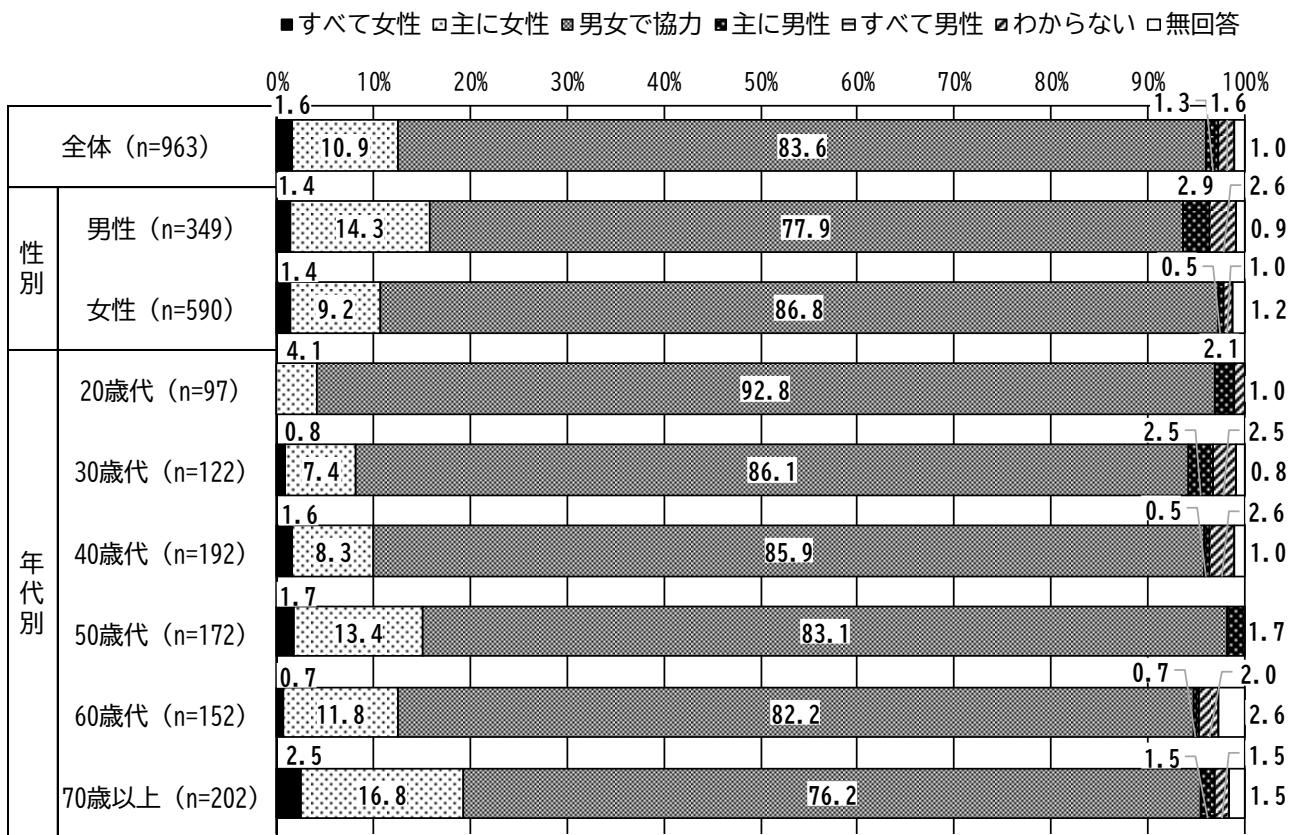 ■すべて女性 □主に女性 ■男女で協力 ■主に男性 □すべて男性 ■わからない □無回答
0% 10% 20% 30% 40% 50% 60% 70% 80% 90% 100%
1.6 1.3 1.6
全体 (n=963) 10.9 83.6 1.0
1.4 2.9 2.6
男性 (n=349) 14.3 77.9 0.9
性別
1.4 0.5 1.0
女性 (n=590) 9.2 86.8 1.2
4.1 2.1
20歳代 (n=97) 92.8 1.0
0.8 2.5 2.5
30歳代 (n=122) 7.4 86.1 0.8
1.6 0.5 2.6
40歳代 (n=192) 8.3 85.9 1.0
年代別
1.7
50歳代 (n=172) 13.4 83.1 1.7
0.7 0.7 2.0
60歳代 (n=152) 11.8 82.2 2.6
2.5 1.5 1.5
70歳以上 (n=202) 16.8 76.2 1.5